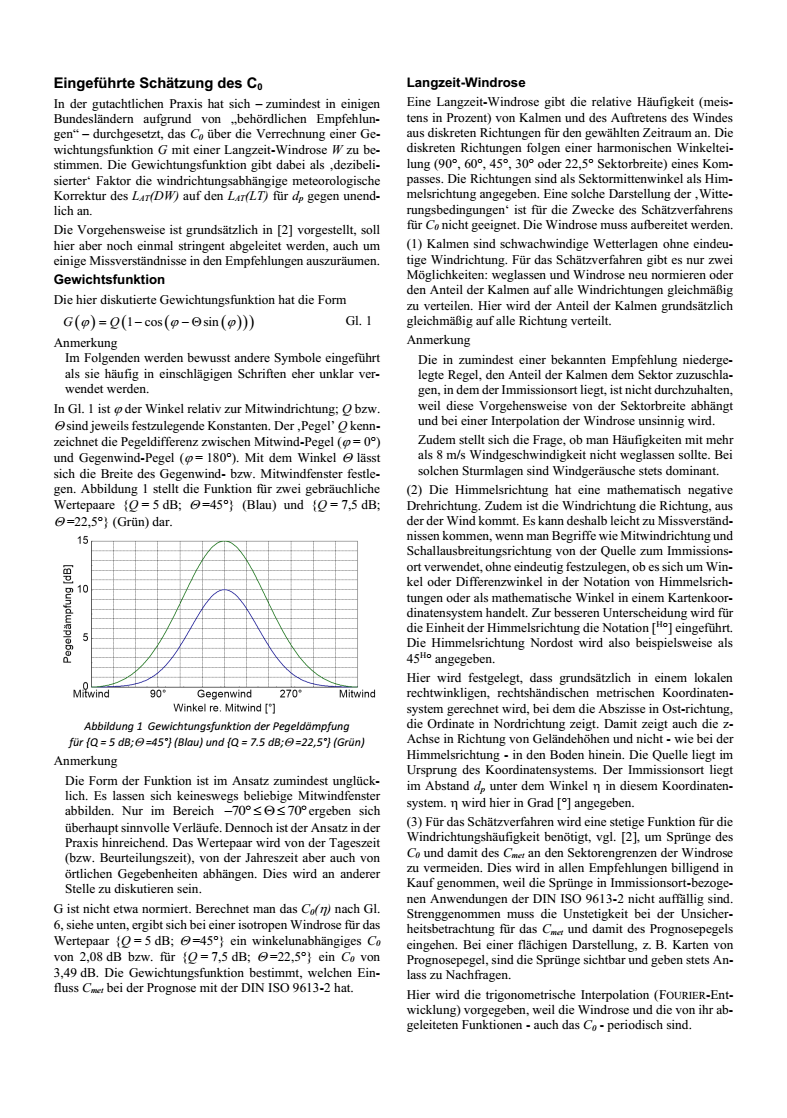 Eingeführte Schätzung des C₀
In der gutachtlichen Praxis hat sich – zumindest in einigen
Bundesländern aufgrund von „behördlichen Empfehlun-
gen“ – durchgesetzt, das C₀ über die Verrechnung einer Ge-
wichtungsfunktion G mit einer Langzeit-Windrose W zu be-
stimmen. Die Gewichtungsfunktion gibt dabei als ‚dezibeli-
sierter‘ Faktor die windrichtungsabhängige meteorologische
Korrektur des L_AT(DW) auf den L_AT(LT) für d_p gegen unend-
lich an.
Die Vorgehensweise ist grundsätzlich in [2] vorgestellt, soll
hier aber noch einmal stringent abgeleitet werden, auch um
einige Missverständnisse in den Empfehlungen auszuräumen.
Gewichtsfunktion
Die hier diskutierte Gewichtungsfunktion hat die Form
G(φ) = Q(1−cos(φ−Θsin(φ))) Gl. 1
Anmerkung
Im Folgenden werden bewusst andere Symbole eingeführt
als sie häufig in einschlägigen Schriften eher unklar ver-
wendet werden.
In Gl. 1 ist φ der Winkel relativ zur Mitwindrichtung; Q bzw.
Θ sind jeweils festzulegende Konstanten. Der ‚Pegel’ Q kenn-
zeichnet die Pegeldifferenz zwischen Mitwind-Pegel (φ = 0°)
und Gegenwind-Pegel (φ = 180°). Mit dem Winkel Θ lässt
sich die Breite des Gegenwind- bzw. Mitwindfenster festle-
gen. Abbildung 1 stellt die Funktion für zwei gebräuchliche
Wertepaare {Q = 5 dB; Θ=45°} (Blau) und {Q = 7,5 dB;
Θ=22,5°} (Grün) dar.
15
10
5
0
Pegeldämpfung [dB]
Mitwind 90° Gegenwind 270° Mitwind
Winkel re. Mitwind [°]
Abbildung 1 Gewichtungsfunktion der Pegeldämpfung
für {Q = 5 dB;Θ=45°} (Blau) und {Q = 7.5 dB;Θ=22,5°} (Grün)
Anmerkung
Die Form der Funktion ist im Ansatz zumindest unglück-
lich. Es lassen sich keineswegs beliebige Mitwindfenster
abbilden. Nur im Bereich −70° ≤ Θ ≤ 70° ergeben sich
überhaupt sinnvolle Verläufe. Dennoch ist der Ansatz in der
Praxis hinreichend. Das Wertepaar wird von der Tageszeit
(bzw. Beurteilungszeit), von der Jahreszeit aber auch von
örtlichen Gegebenheiten abhängen. Dies wird an anderer
Stelle zu diskutieren sein.
G ist nicht etwa normiert. Berechnet man das C₀(η) nach Gl.
6, siehe unten, ergibt sich bei einer isotropen Windrose für das
Wertepaar {Q = 5 dB; Θ=45°} ein winkelunabhängiges C₀
von 2,08 dB bzw. für {Q = 7,5 dB; Θ=22,5°} ein C₀ von
3,49 dB. Die Gewichtungsfunktion bestimmt, welchen Ein-
fluss C_met bei der Prognose mit der DIN ISO 9613-2 hat.
Langzeit-Windrose
Eine Langzeit-Windrose gibt die relative Häufigkeit (meis-
tens in Prozent) von Kalmen und des Auftretens des Windes
aus diskreten Richtungen für den gewählten Zeitraum an. Die
diskreten Richtungen folgen einer harmonischen Winkeltei-
lung (90°, 60°, 45°, 30° oder 22,5° Sektorbreite) eines Kom-
passes. Die Richtungen sind als Sektormittenwinkel als Him-
melsrichtung angegeben. Eine solche Darstellung der ‚Witte-
rungsbedingungen‘ ist für die Zwecke des Schätzverfahrens
für C₀ nicht geeignet. Die Windrose muss aufbereitet werden.
(1) Kalmen sind schwachwindige Wetterlagen ohne eindeu-
tige Windrichtung. Für das Schätzverfahren gibt es nur zwei
Möglichkeiten: weglassen und Windrose neu normieren oder
den Anteil der Kalmen auf alle Windrichtungen gleichmäßig
zu verteilen. Hier wird der Anteil der Kalmen grundsätzlich
gleichmäßig auf alle Richtung verteilt.
Anmerkung
Die in zumindest einer bekannten Empfehlung niederge-
legte Regel, den Anteil der Kalmen dem Sektor zuzuschla-
gen, in dem der Immissionsort liegt, ist nicht durchzuhalten,
weil diese Vorgehensweise von der Sektorbreite abhängt
und bei einer Interpolation der Windrose unsinnig wird.
Zudem stellt sich die Frage, ob man Häufigkeiten mit mehr
als 8 m/s Windgeschwindigkeit nicht weglassen sollte. Bei
solchen Sturmlagen sind Windgeräusche stets dominant.
(2) Die Himmelsrichtung hat eine mathematisch negative
Drehrichtung. Zudem ist die Windrichtung die Richtung, aus
der der Wind kommt. Es kann deshalb leicht zu Missverständ-
nissen kommen, wenn man Begriffe wie Mitwindrichtung und
Schallausbreitungsrichtung von der Quelle zum Immissions-
ort verwendet, ohne eindeutig festzulegen, ob es sich um Win-
kel oder Differenzwinkel in der Notation von Himmelsrich-
tungen oder als mathematische Winkel in einem Kartenkoor-
dinatensystem handelt. Zur besseren Unterscheidung wird für
die Einheit der Himmelsrichtung die Notation [ᴴ°] eingeführt.
Die Himmelsrichtung Nordost wird also beispielsweise als
45ᴴ° angegeben.
Hier wird festgelegt, dass grundsätzlich in einem lokalen
rechtwinkligen, rechtshändischen metrischen Koordinaten-
system gerechnet wird, bei dem die Abszisse in Ost-richtung,
die Ordinate in Nordrichtung zeigt. Damit zeigt auch die z-
Achse in Richtung von Geländehöhen und nicht - wie bei der
Himmelsrichtung - in den Boden hinein. Die Quelle liegt im
Ursprung des Koordinatensystems. Der Immissionsort liegt
im Abstand d_p unter dem Winkel η in diesem Koordinaten-
system. η wird hier in Grad [°] angegeben.
(3) Für das Schätzverfahren wird eine stetige Funktion für die
Windrichtungshäufigkeit benötigt, vgl. [2], um Sprünge des
C₀ und damit des C_met an den Sektorengrenzen der Windrose
zu vermeiden. Dies wird in allen Empfehlungen billigend in
Kauf genommen, weil die Sprünge in Immissionsort-bezoge-
nen Anwendungen der DIN ISO 9613-2 nicht auffällig sind.
Strenggenommen muss die Unstetigkeit bei der Unsicher-
heitsbetrachtung für das C_met und damit des Prognosepegels
eingehen. Bei einer flächigen Darstellung, z. B. Karten von
Prognosepegel, sind die Sprünge sichtbar und geben stets An-
lass zu Nachfragen.
Hier wird die trigonometrische Interpolation (FOURIER-Ent-
wicklung) vorgegeben, weil die Windrose und die von ihr ab-
geleiteten Funktionen - auch das C₀ - periodisch sind.